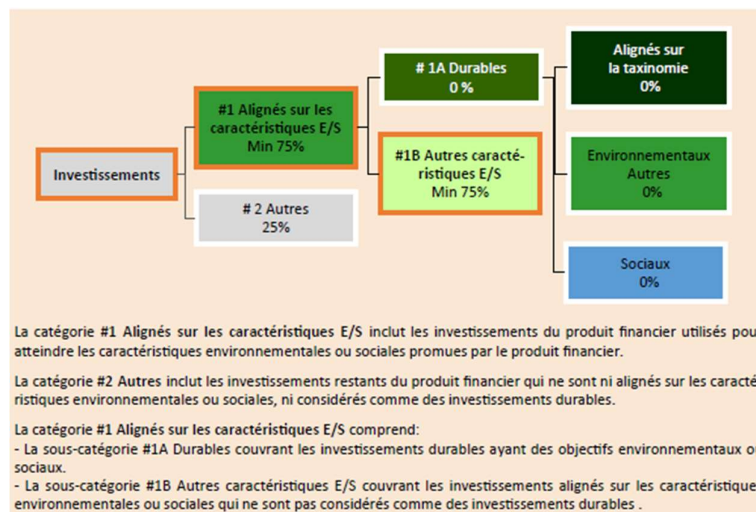 Investissements
#1 Alignés sur les
caractéristiques E/S
Min 75%
# 2 Autres
25%
# 1A Durables
0 %
#1B Autres caracté-
ristiques E/S
Min 75%
Alignés sur
la taxinomie
0%
Environnementaux
Autres
0%
Sociaux
0%
La catégorie #1 Alignés sur les caractéristiques E/S inclut les investissements du produit financier utilisés pou
atteindre les caractéristiques environnementales ou sociales promues par le produit financier.
La catégorie #2 Autres inclut les investissements restants du produit financier qui ne sont ni alignés sur les caracté
ristiques environnementales ou sociales, ni considérés comme des investissements durables.
La catégorie #1 Alignés sur les caractéristiques E/S comprend:
- La sous-catégorie #1A Durables couvrant les investissements durables ayant des objectifs environnementaux o
sociaux.
- La sous-catégorie #1B Autres caractéristiques E/S couvrant les investissements alignés sur les caractéristique
environnementales ou sociales qui ne sont pas considérés comme des investissements durables .